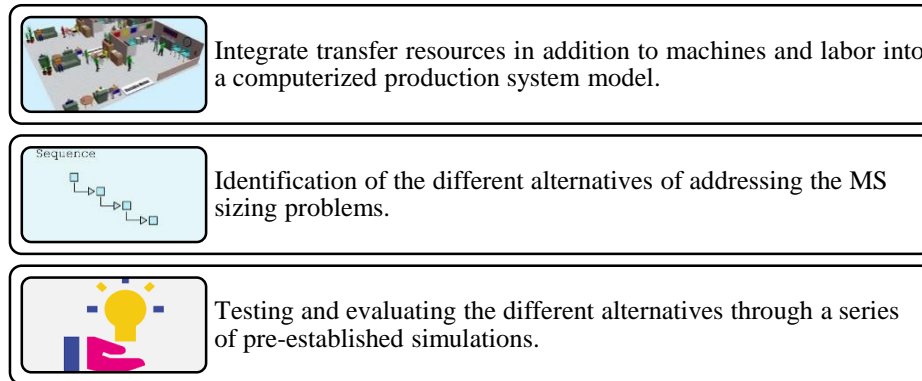 Integrate transfer resources in addition to machines and labor into
a computerized production system model.
Sequence
Identification of the different alternatives of addressing the MS
sizing problems.
Testing and evaluating the different alternatives through a series
of pre-established simulations.